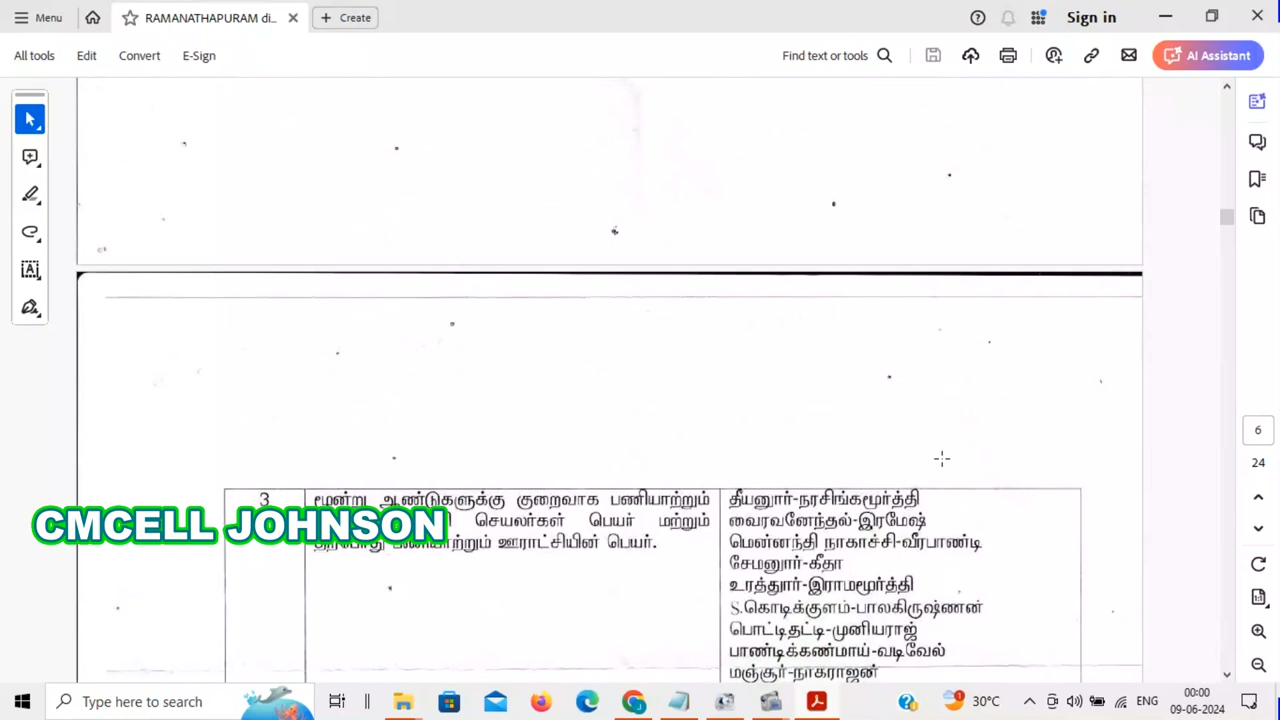 Menu
RAMANATHAPURAM di...
Create
Sign in
All tools
Edit
Convert
E-Sign
Find text or tools
AI Assistant
6
24
3
மூன்று ஆண்டுகளுக்கு குறைவாக பணியாற்றும்
செயலர்கள் பெயர் மற்றும்
ஊராட்சியின் பெயர்.
தீயனூர்-நரசிங்கமூர்த்தி
வைரவனேந்தல்-இரமேஷ்
மென்னந்தி நாகாச்சி-வீரபாண்டி
சேமனூர்-கீதா
உரத்துார்-இராமமூர்த்தி
S.கொடிக்குளம்-பாலகிருஷ்ணன்
பொட்டிதட்டி-முனியராஜ்
பாண்டிக்கண்மாய்-வடிவேல்
மஞ்சூர்-நாகராஜன்
CMCELL JOHNSON
Type here to search
1
30°C
ENG
00:00
09-06-2024